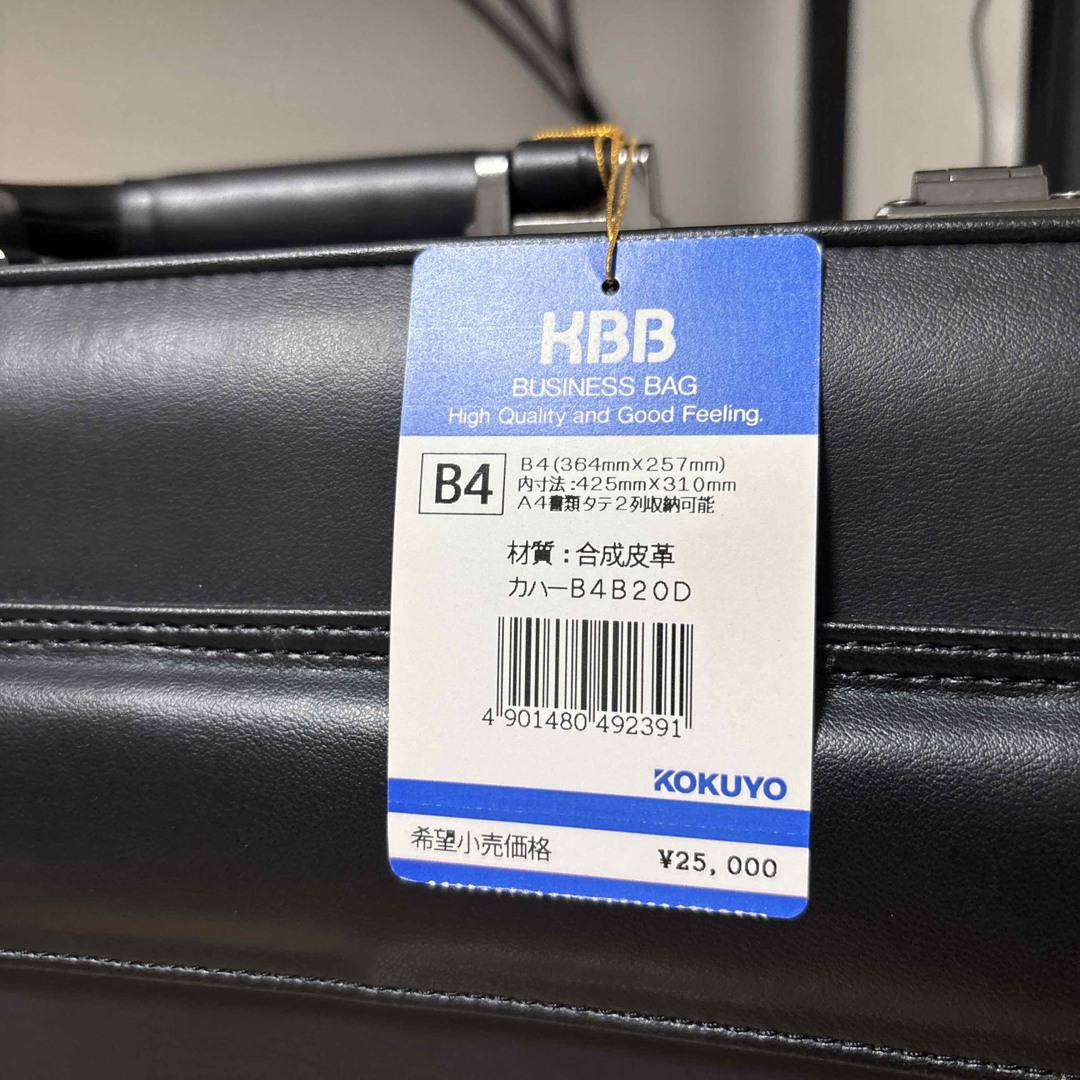 KBB
BUSINESS BAG
High Quality and Good Feeling.
B4
B4(364mm×257mm)
内寸法:425mm×310mm
A4書類タテ2列収納可能
材質:合成皮革
カハーB4B20D
4 901480 492391
KOKUYO
希望小売価格
¥25,000